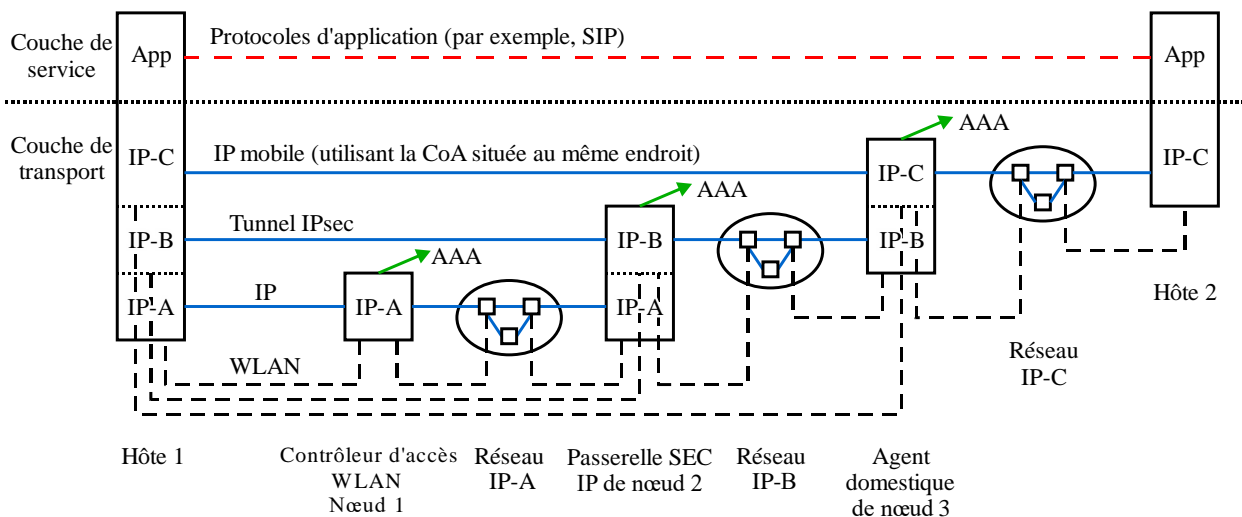 Couche de
service
App
Protocoles d'application (par exemple, SIP)
App
Couche de
transport
IP-C
IP mobile (utilisant la CoA située au même endroit)
AAA
IP-C
IP-C
AAA
IP-B
Tunnel IPsec
IP-B
IP-B
AAA
IP-A
IP
IP-A
IP-A
Hôte 2
WLAN
Réseau
IP-C
Hôte 1
Contrôleur d'accès
WLAN
Nœud 1
Réseau
IP-A
Passerelle SEC
IP de nœud 2
Réseau
IP-B
Agent
domestique
de nœud 3